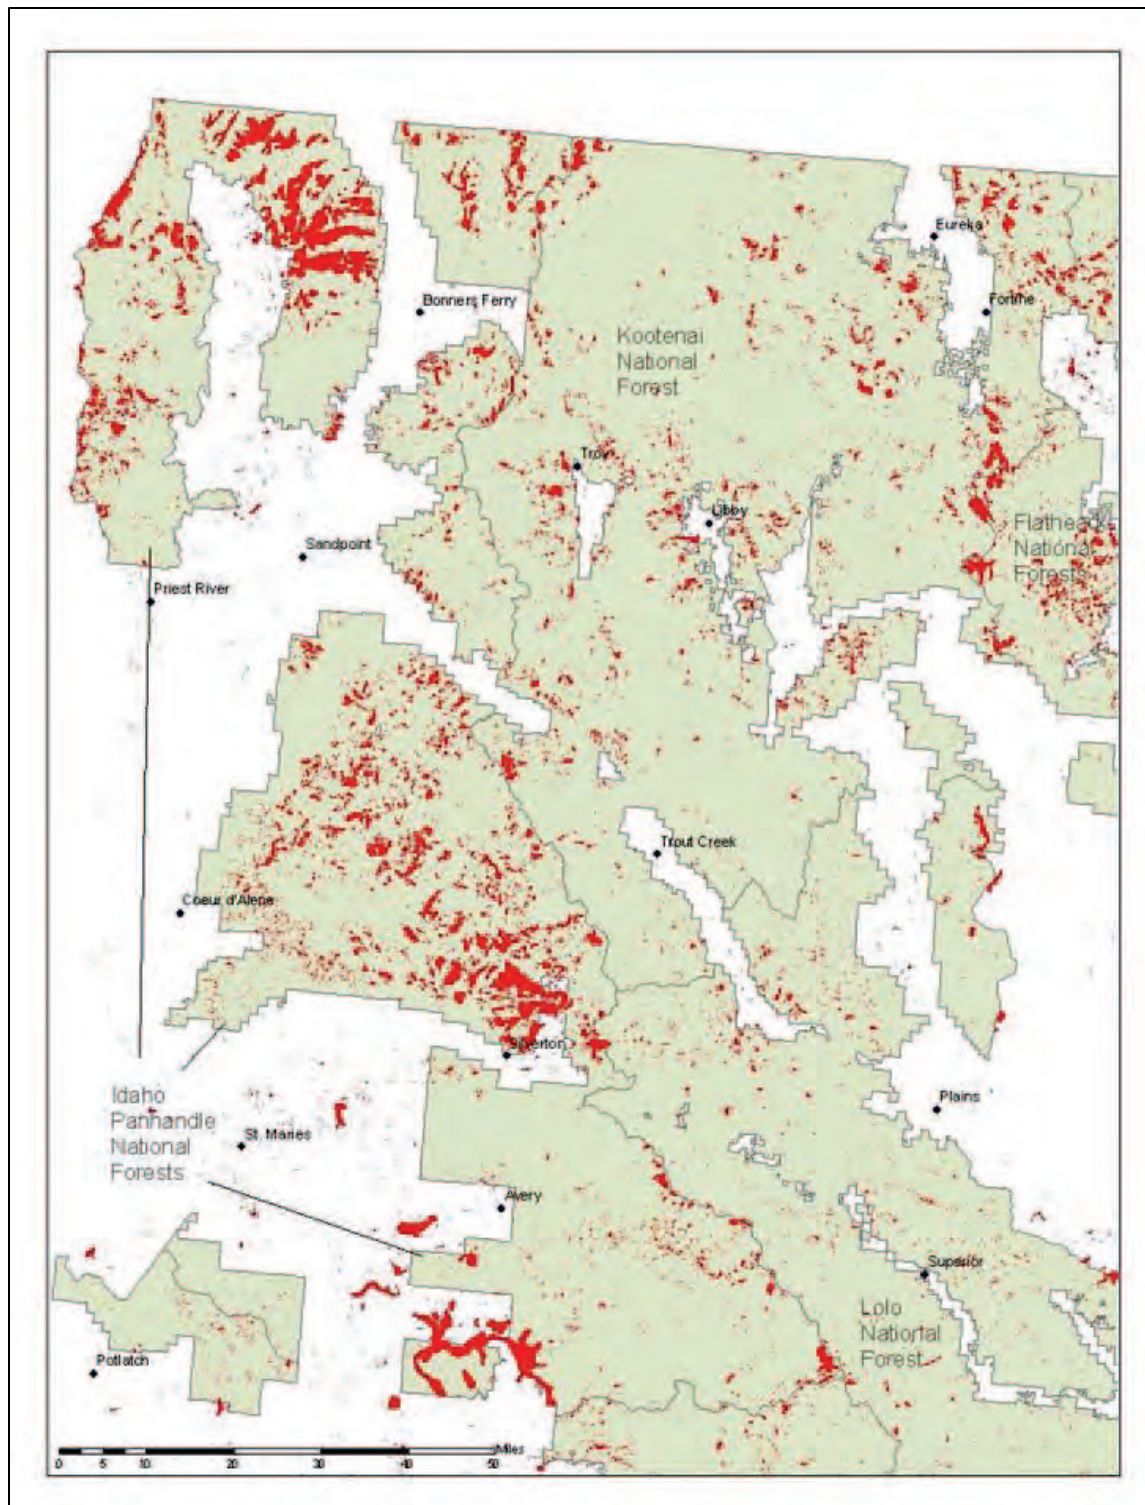 Eureka
Bonners Ferry
Fortine
Kootenai
National
Forest
Troy
Libby
Flathead
National
Forests
Sandpoint
Priest River
Trout Creek
Coeur d'Alene
Silverton
Idaho
Panhandle
National
Forests
Plains
St. Maries
Avery
Superior
Lolo
National
Forest
Potlatch
Miles
0 5 10 20 30 40 50